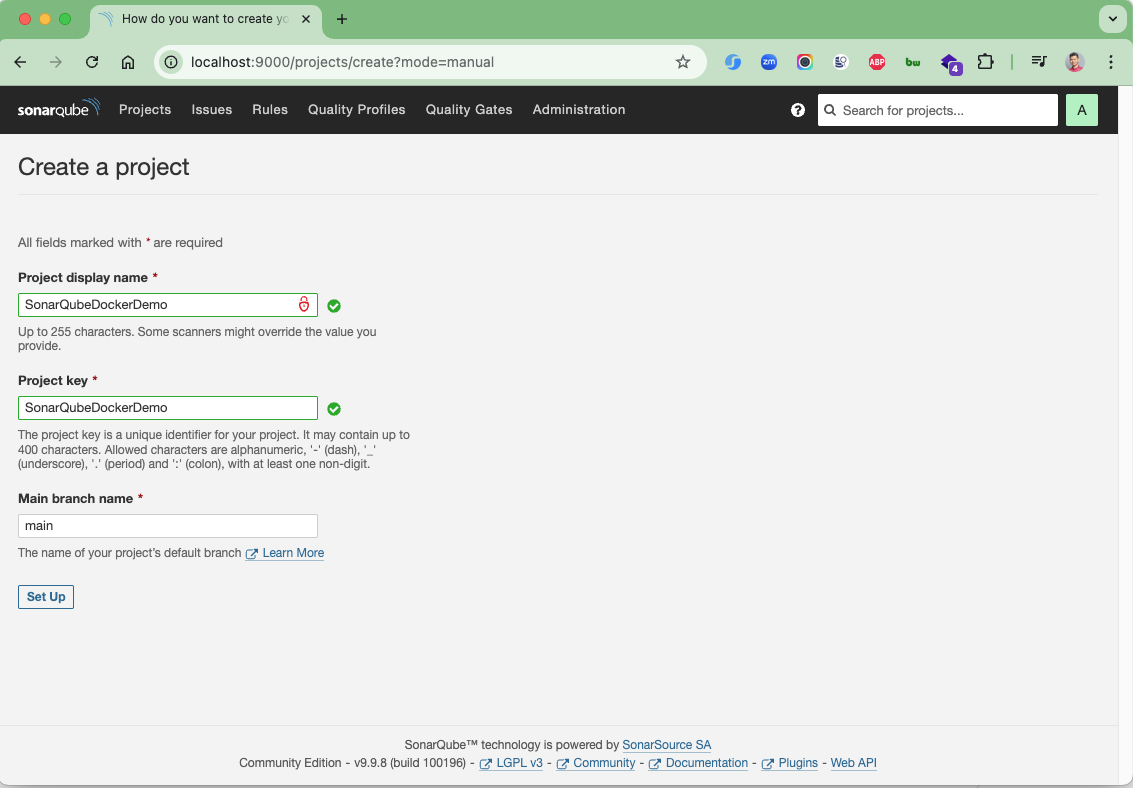 How do you want to create yo
localhost:9000/projects/create?mode=manual
zm
ABP
bw
4
sonarqube Projects Issues Rules Quality Profiles Quality Gates Administration ? Search for projects... A
Create a project
All fields marked with * are required
Project display name *
SonarQubeDockerDemo
Up to 255 characters. Some scanners might override the value you
provide.
Project key *
SonarQubeDockerDemo
The project key is a unique identifier for your project. It may contain up to
400 characters. Allowed characters are alphanumeric, '-' (dash), '_'
(underscore), '.' (period) and ':' (colon), with at least one non-digit.
Main branch name *
main
The name of your project's default branch Learn More
Set Up
SonarQube™ technology is powered by SonarSource SA
Community Edition - v9.9.8 (build 100196) - LGPL v3 - Community - Documentation - Plugins - Web API